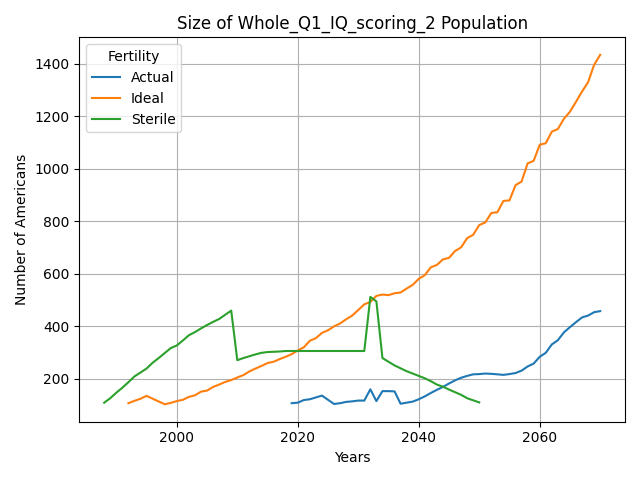 Size of Whole_Q1_IQ_scoring_2 Population
Fertility
Actual
Ideal
Sterile
Number of Americans
1400
1200
1000
800
600
400
200
2000
2020
2040
2060
Years